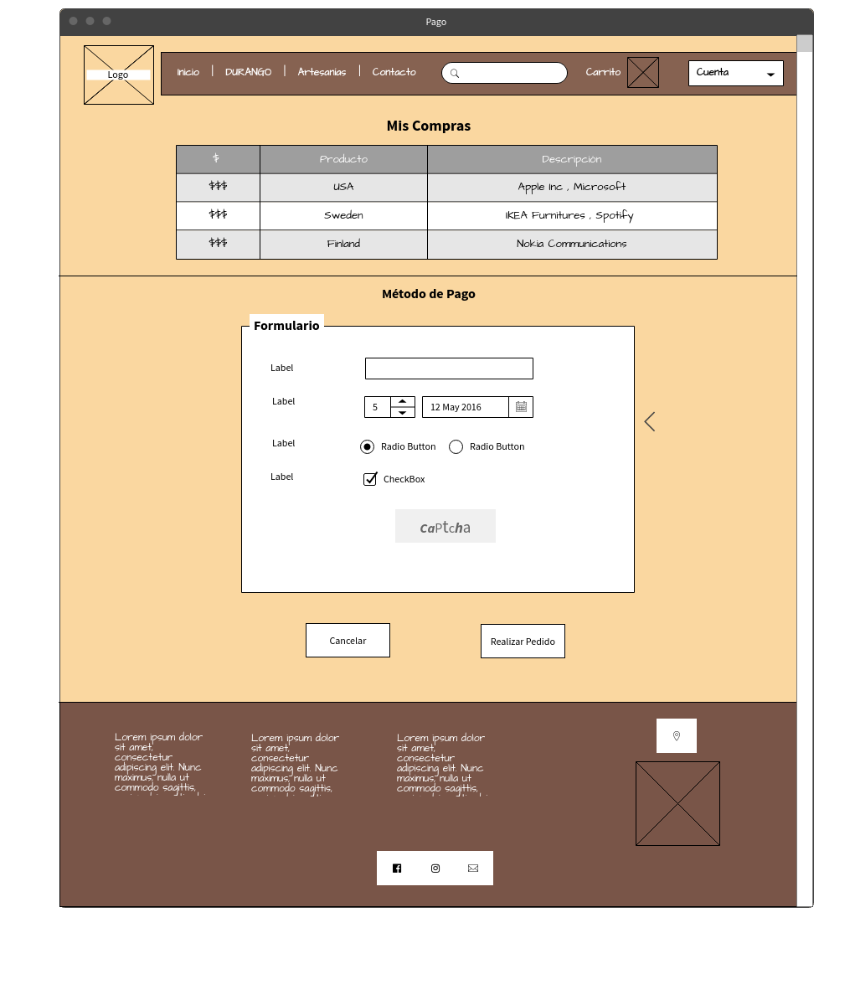 Pago
Logo
Inicio | DURANGO | Artesanias | Contacto Carrito Cuenta
Mis Compras
$ Producto Descripción
$$$ USA Apple Inc , Microsoft
$$$ Sweden IKEA Furnitures , Spotify
$$$ Finland Nokia Communications
Método de Pago
Formulario
Label
Label 5 12 May 2016
Label Radio Button Radio Button
Label CheckBox
CaPtcha
Cancelar Realizar Pedido
Lorem ipsum dolor
sit amet,
consectetur
adipiscing elit. Nunc
maximus, nulla ut
commodo sagittis,
Lorem ipsum dolor
sit amet,
consectetur
adipiscing elit. Nunc
maximus, nulla ut
commodo sagittis,
Lorem ipsum dolor
sit amet,
consectetur
adipiscing elit. Nunc
maximus, nulla ut
commodo sagittis,